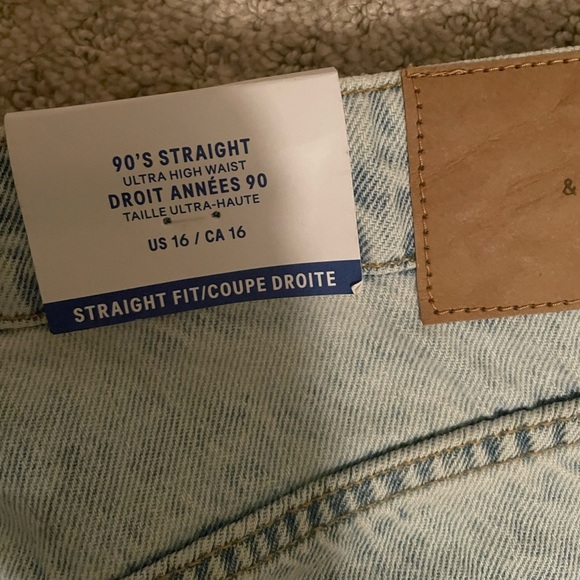 90'S STRAIGHT
ULTRA HIGH WAIST
DROIT ANNÉES 90
TAILLE ULTRA-HAUTE
US 16 / CA 16
STRAIGHT FIT/COUPE DROITE
&